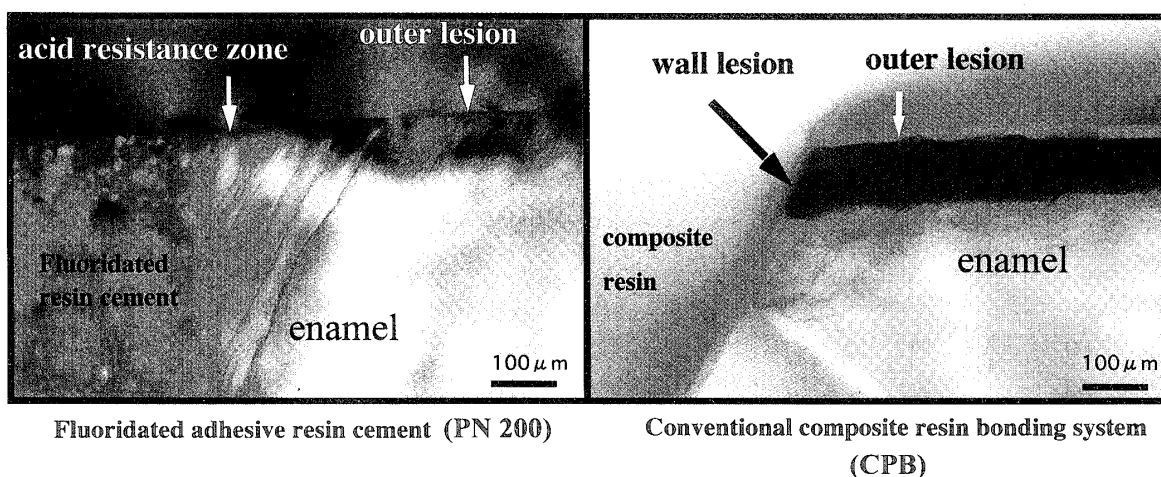 acid resistance zone
outer lesion
Fluoridated
resin cement
enamel
100 μm
wall lesion
outer lesion
composite
resin
enamel
100 μm
Fluoridated adhesive resin cement (PN 200)
Conventional composite resin bonding system
(CPB)